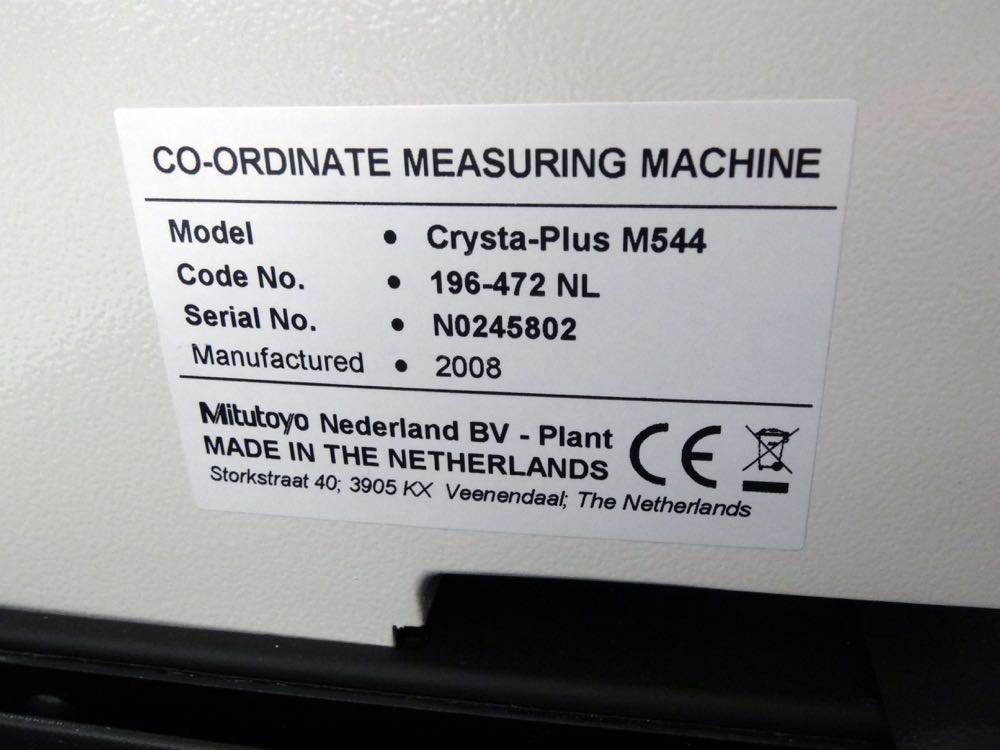 CO-ORDINATE MEASURING MACHINE
Model • Crysta-Plus M544
Code No. • 196-472 NL
Serial No. • N0245802
Manufactured • 2008
Mitutoyo Nederland BV - Plant
MADE IN THE NETHERLANDS
CE
Storkstraat 40; 3905 KX Veenendaal; The Netherlands